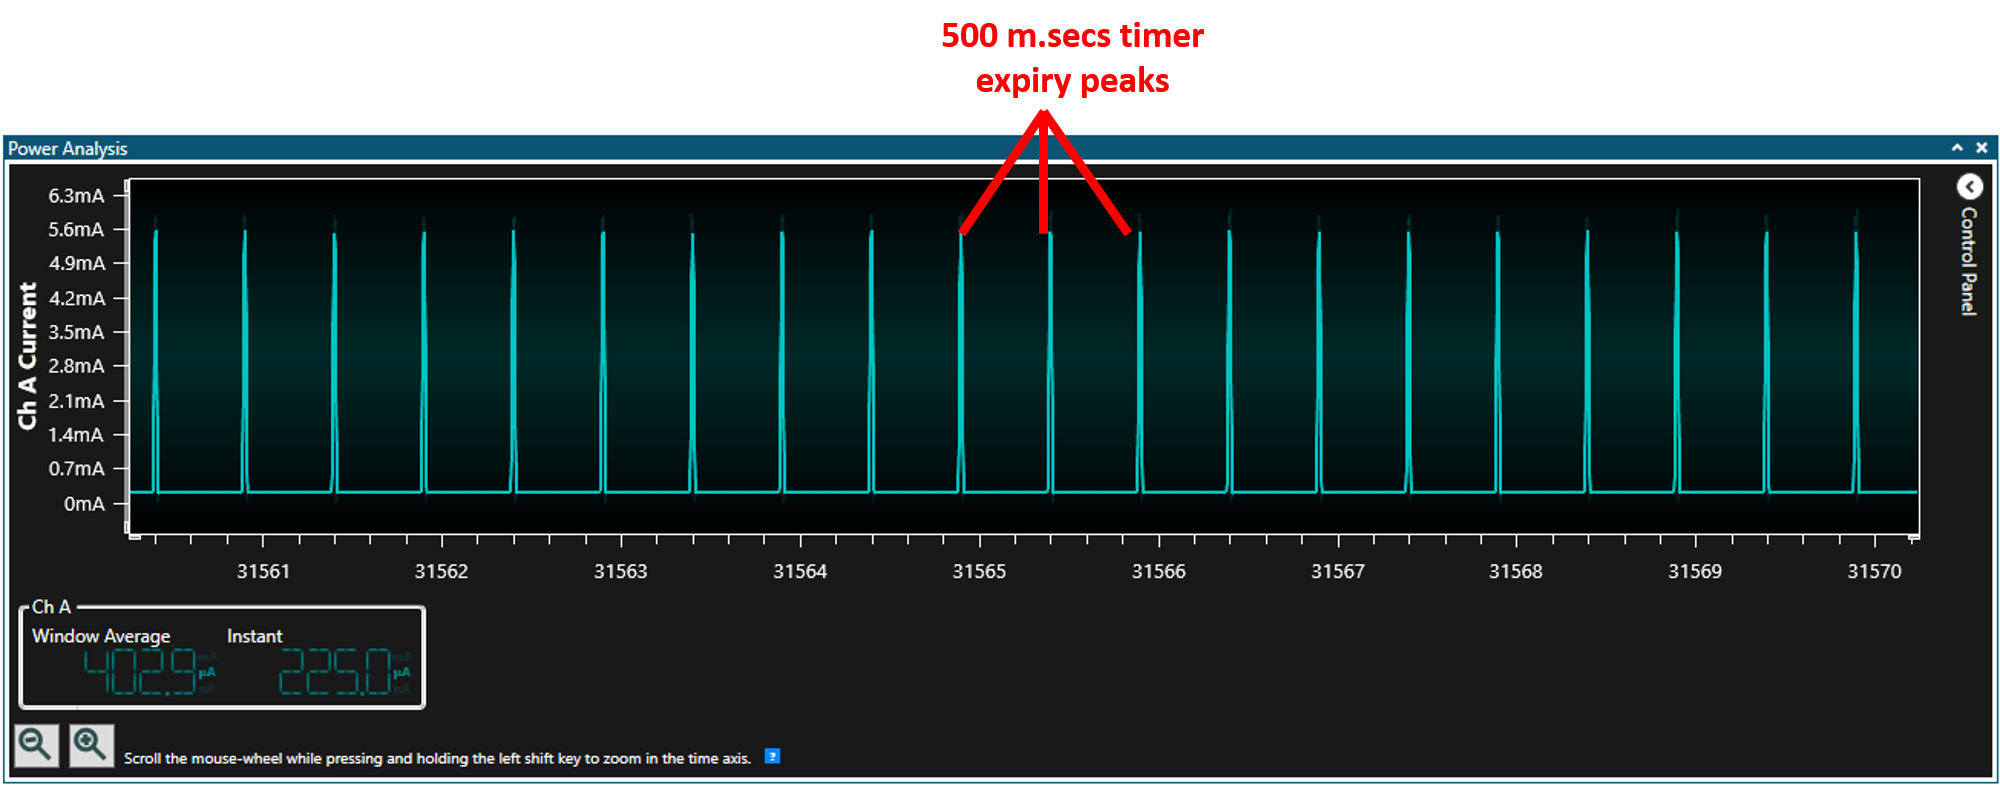 500 m.secs timer
expiry peaks
Power Analysis
6.3mA
5.6mA
4.9mA
4.2mA
3.5mA
2.8mA
2.1mA
1.4mA
0.7mA
0mA
Ch A Current
Control Panel
31561 31562 31563 31564 31565 31566 31567 31568 31569 31570
Ch A
Window Average Instant
402.9 mA µA nA 225.0 mA µA nA
Scroll the mouse-wheel while pressing and holding the left shift key to zoom in the time axis. ?